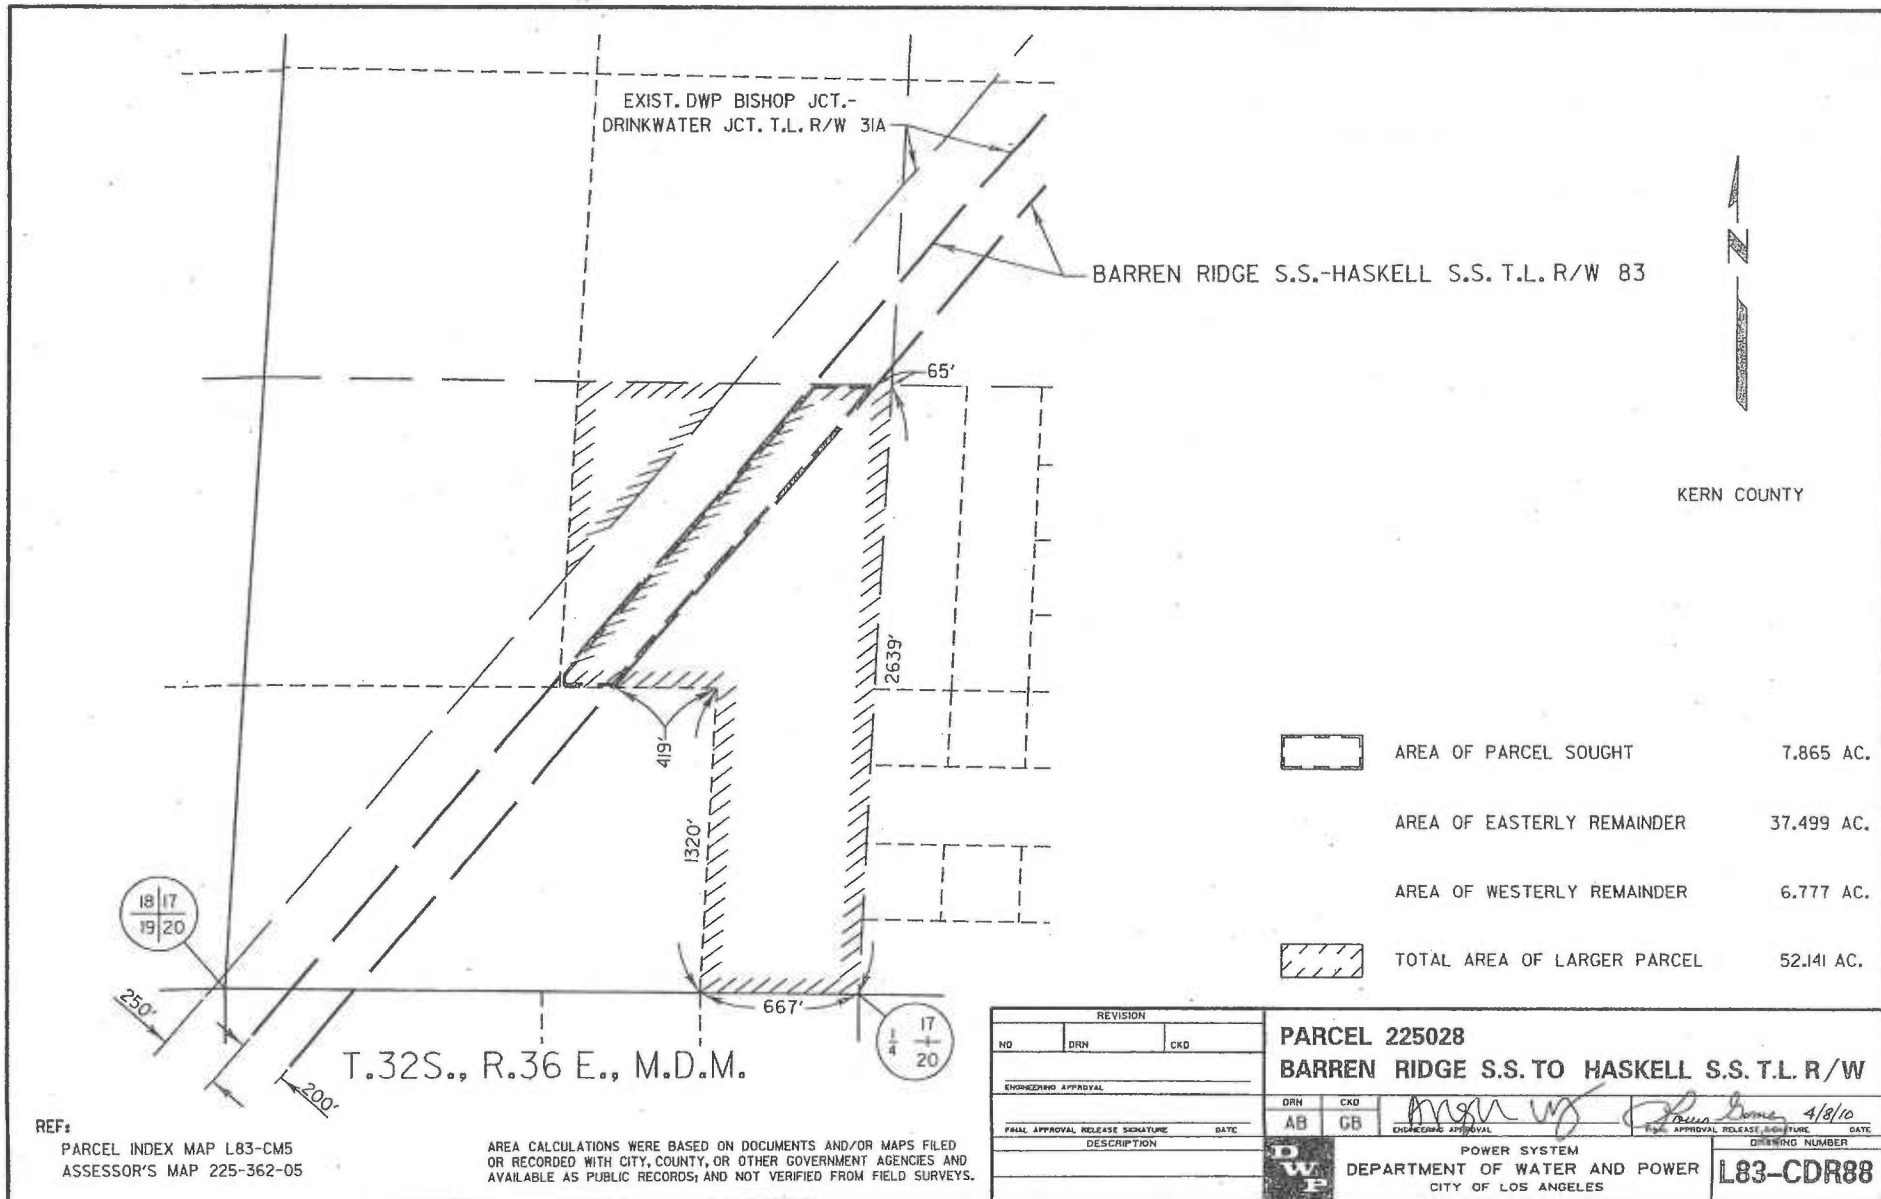 EXIST. DWP BISHOP JCT.-
DRINKWATER JCT. T.L. R/W 31A
BARREN RIDGE S.S.-HASKELL S.S. T.L. R/W 83
N
65'
KERN COUNTY
2639'
419'
1320'
AREA OF PARCEL SOUGHT 7.865 AC.
AREA OF EASTERLY REMAINDER 37.499 AC.
AREA OF WESTERLY REMAINDER 6.777 AC.
TOTAL AREA OF LARGER PARCEL 52.141 AC.
18 17
19 20
250'
200'
667'
1/4 17
20
T.32S., R.36 E., M.D.M.
REF:
PARCEL INDEX MAP L83-CM5
ASSESSOR'S MAP 225-362-05
AREA CALCULATIONS WERE BASED ON DOCUMENTS AND/OR MAPS FILED
OR RECORDED WITH CITY, COUNTY, OR OTHER GOVERNMENT AGENCIES AND
AVAILABLE AS PUBLIC RECORDS; AND NOT VERIFIED FROM FIELD SURVEYS.
REVISION
NO DRN CKD
ENGINEERING APPROVAL
FINAL APPROVAL RELEASE SIGNATURE DATE
DESCRIPTION
PARCEL 225028
BARREN RIDGE S.S. TO HASKELL S.S. T.L. R/W
DRN CKD
AB GB
ENGINEERING APPROVAL
4/8/10
FINAL APPROVAL RELEASE SIGNATURE DATE
DWP
POWER SYSTEM
DEPARTMENT OF WATER AND POWER
CITY OF LOS ANGELES
DRAWING NUMBER
L83-CDR88